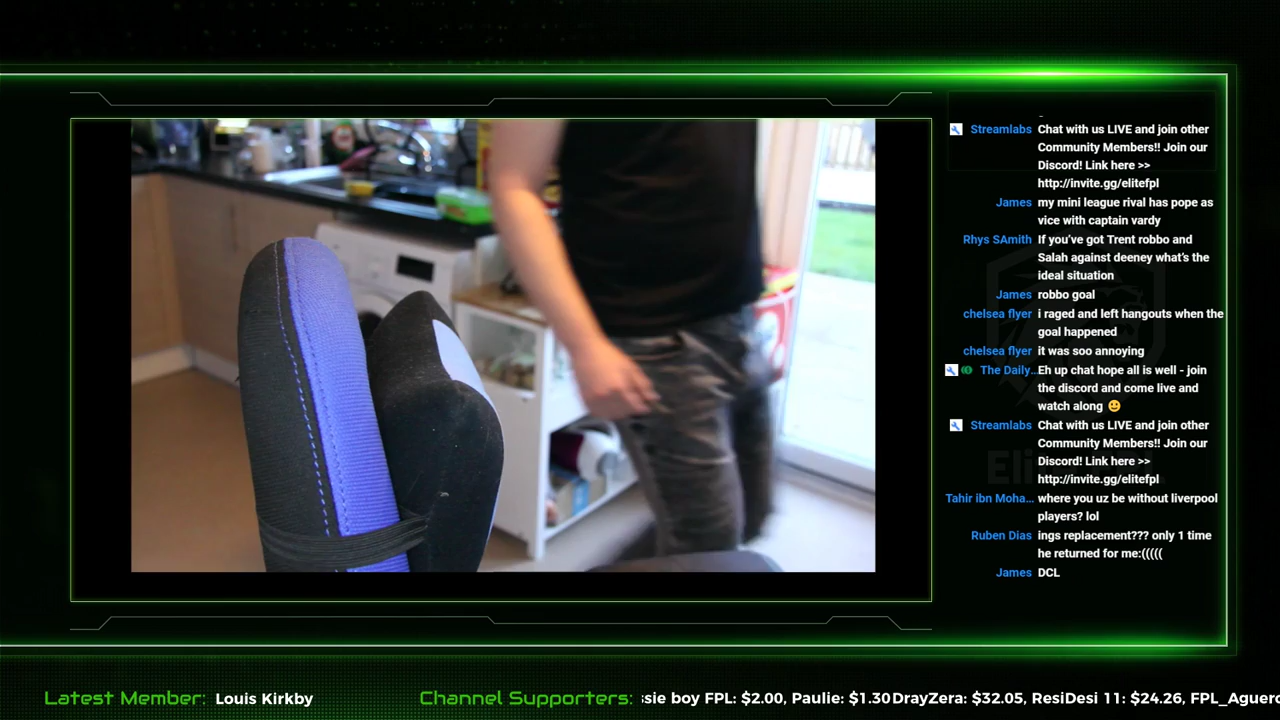 Streamlabs Chat with us LIVE and join other
Community Members!! Join our
Discord! Link here >>
http://invite.gg/elitefpl
James my mini league rival has pope as
vice with captain vardy
Rhys SAmith If you've got Trent robbo and
Salah against deeney what's the
ideal situation
James robbo goal
chelsea flyer i raged and left hangouts when the
goal happened
chelsea flyer it was soo annoying
The Daily... Eh up chat hope all is well - join
the discord and come live and
watch along 🙂
Streamlabs Chat with us LIVE and join other
Community Members!! Join our
Discord! Link here >>
http://invite.gg/elitefpl
Tahir ibn Moha... where you uz be without liverpool
players? lol
Ruben Dias ings replacement??? only 1 time
he returned for me:(((((
James DCL
Latest Member: Louis Kirkby
Channel Supporters: sie boy FPL: $2.00, Paulie: $1.30DrayZera: $32.05, ResiDesi 11: $24.26, FPL_Aguero